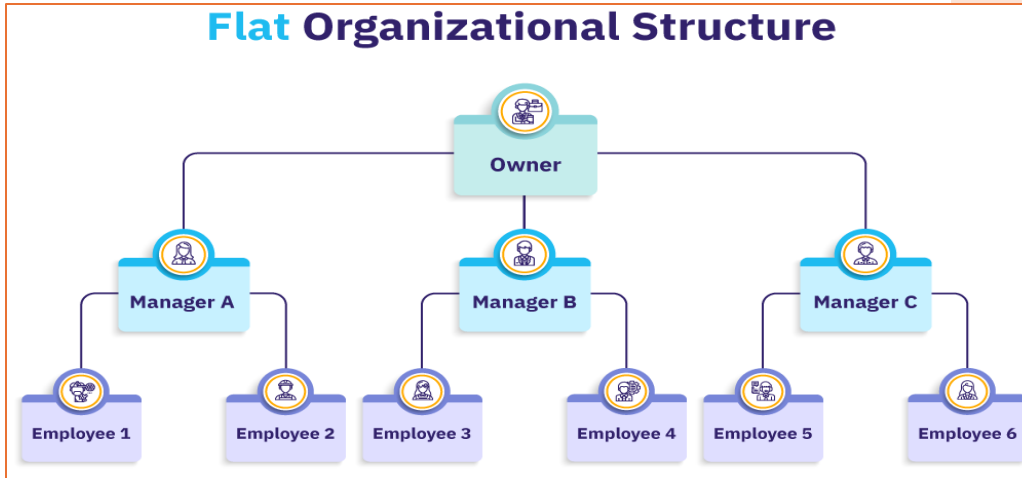 Flat Organizational Structure
Owner
Manager A
Manager B
Manager C
Employee 1
Employee 2
Employee 3
Employee 4
Employee 5
Employee 6